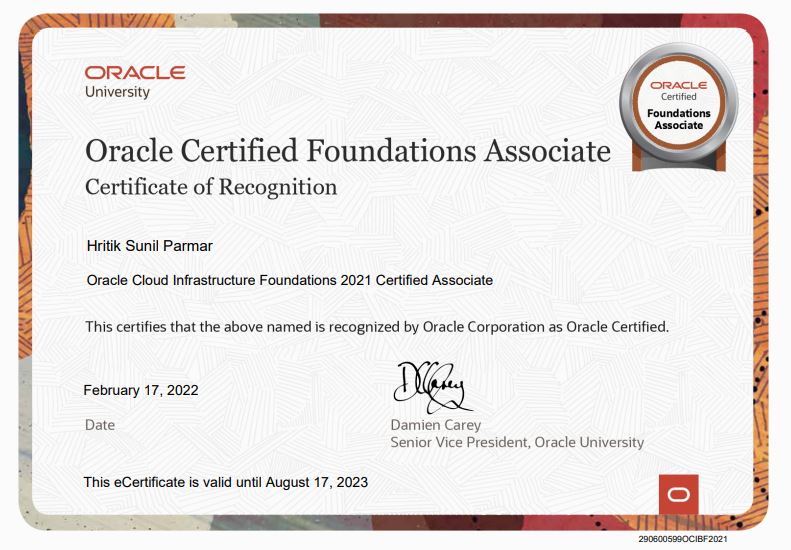 ORACLE
University
ORACLE
Certified
Foundations
Associate
Oracle Certified Foundations Associate
Certificate of Recognition
Hritik Sunil Parmar
Oracle Cloud Infrastructure Foundations 2021 Certified Associate
This certifies that the above named is recognized by Oracle Corporation as Oracle Certified.
February 17, 2022
Date
DCarey
Damien Carey
Senior Vice President, Oracle University
This eCertificate is valid until August 17, 2023
290600599OCIBF2021